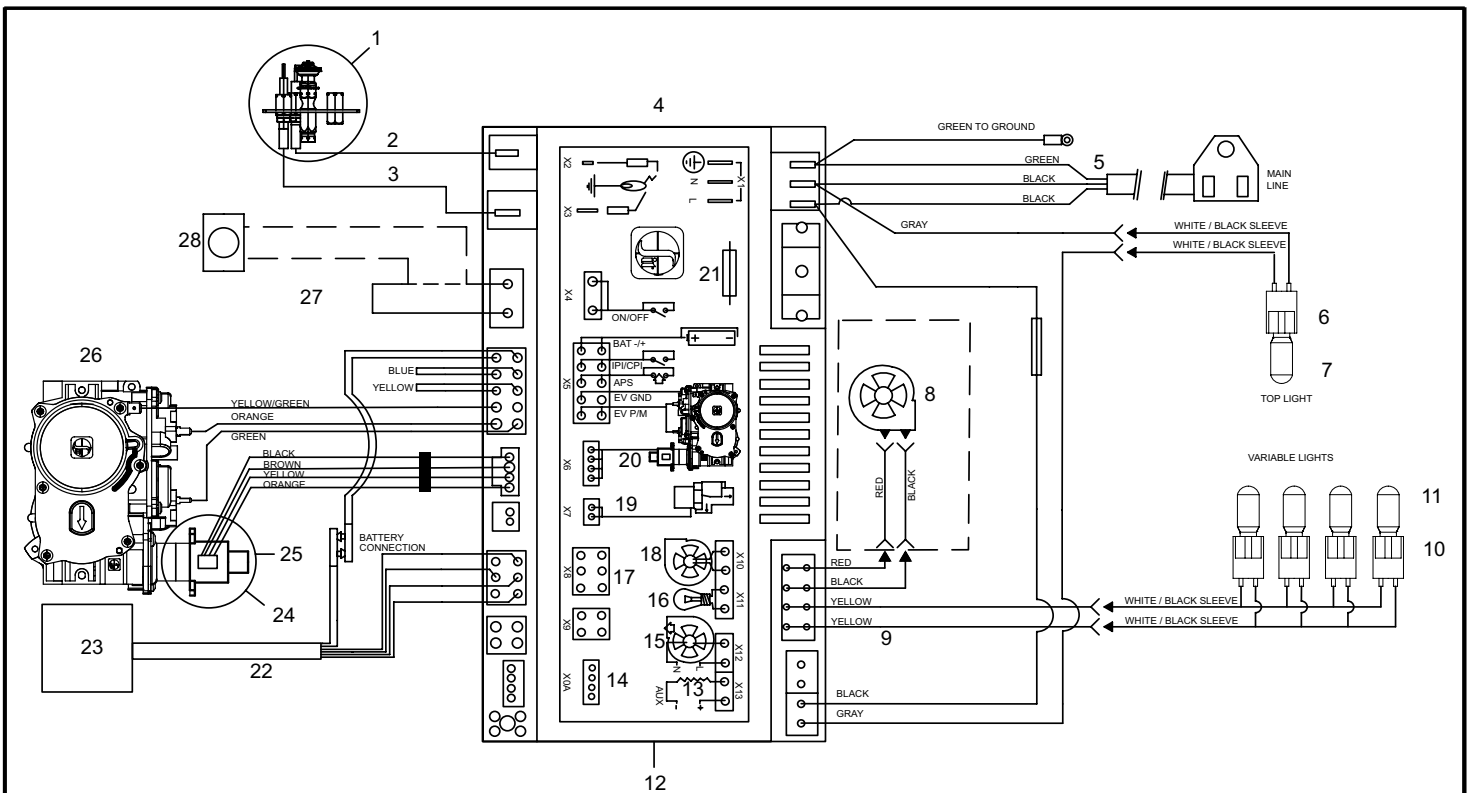 1
4
GREEN TO GROUND
2
X2
N
X1
GREEN
5
BLACK
MAIN
LINE
3
X3
L
BLACK
GRAY
WHITE / BLACK SLEEVE
WHITE / BLACK SLEEVE
28
21
27
X4
ON/OFF
6
26
BAT -/+
+ -
7
BLUE
IPI/CPI
TOP LIGHT
YELLOW
X5
APS
8
EV GND
YELLOW/GREEN
EV P/M
ORANGE
GREEN
BLACK
BROWN
YELLOW
ORANGE
X6
20
RED
BLACK
VARIABLE LIGHTS
11
X7
19
BATTERY
CONNECTION
25
18
X10
10
24
X8
17
RED
BLACK
16
X11
YELLOW
WHITE / BLACK SLEEVE
YELLOW
WHITE / BLACK SLEEVE
9
X9
15
X12
N L
23
22
X0A
14
AUX
13
X13
- +
BLACK
GRAY
12